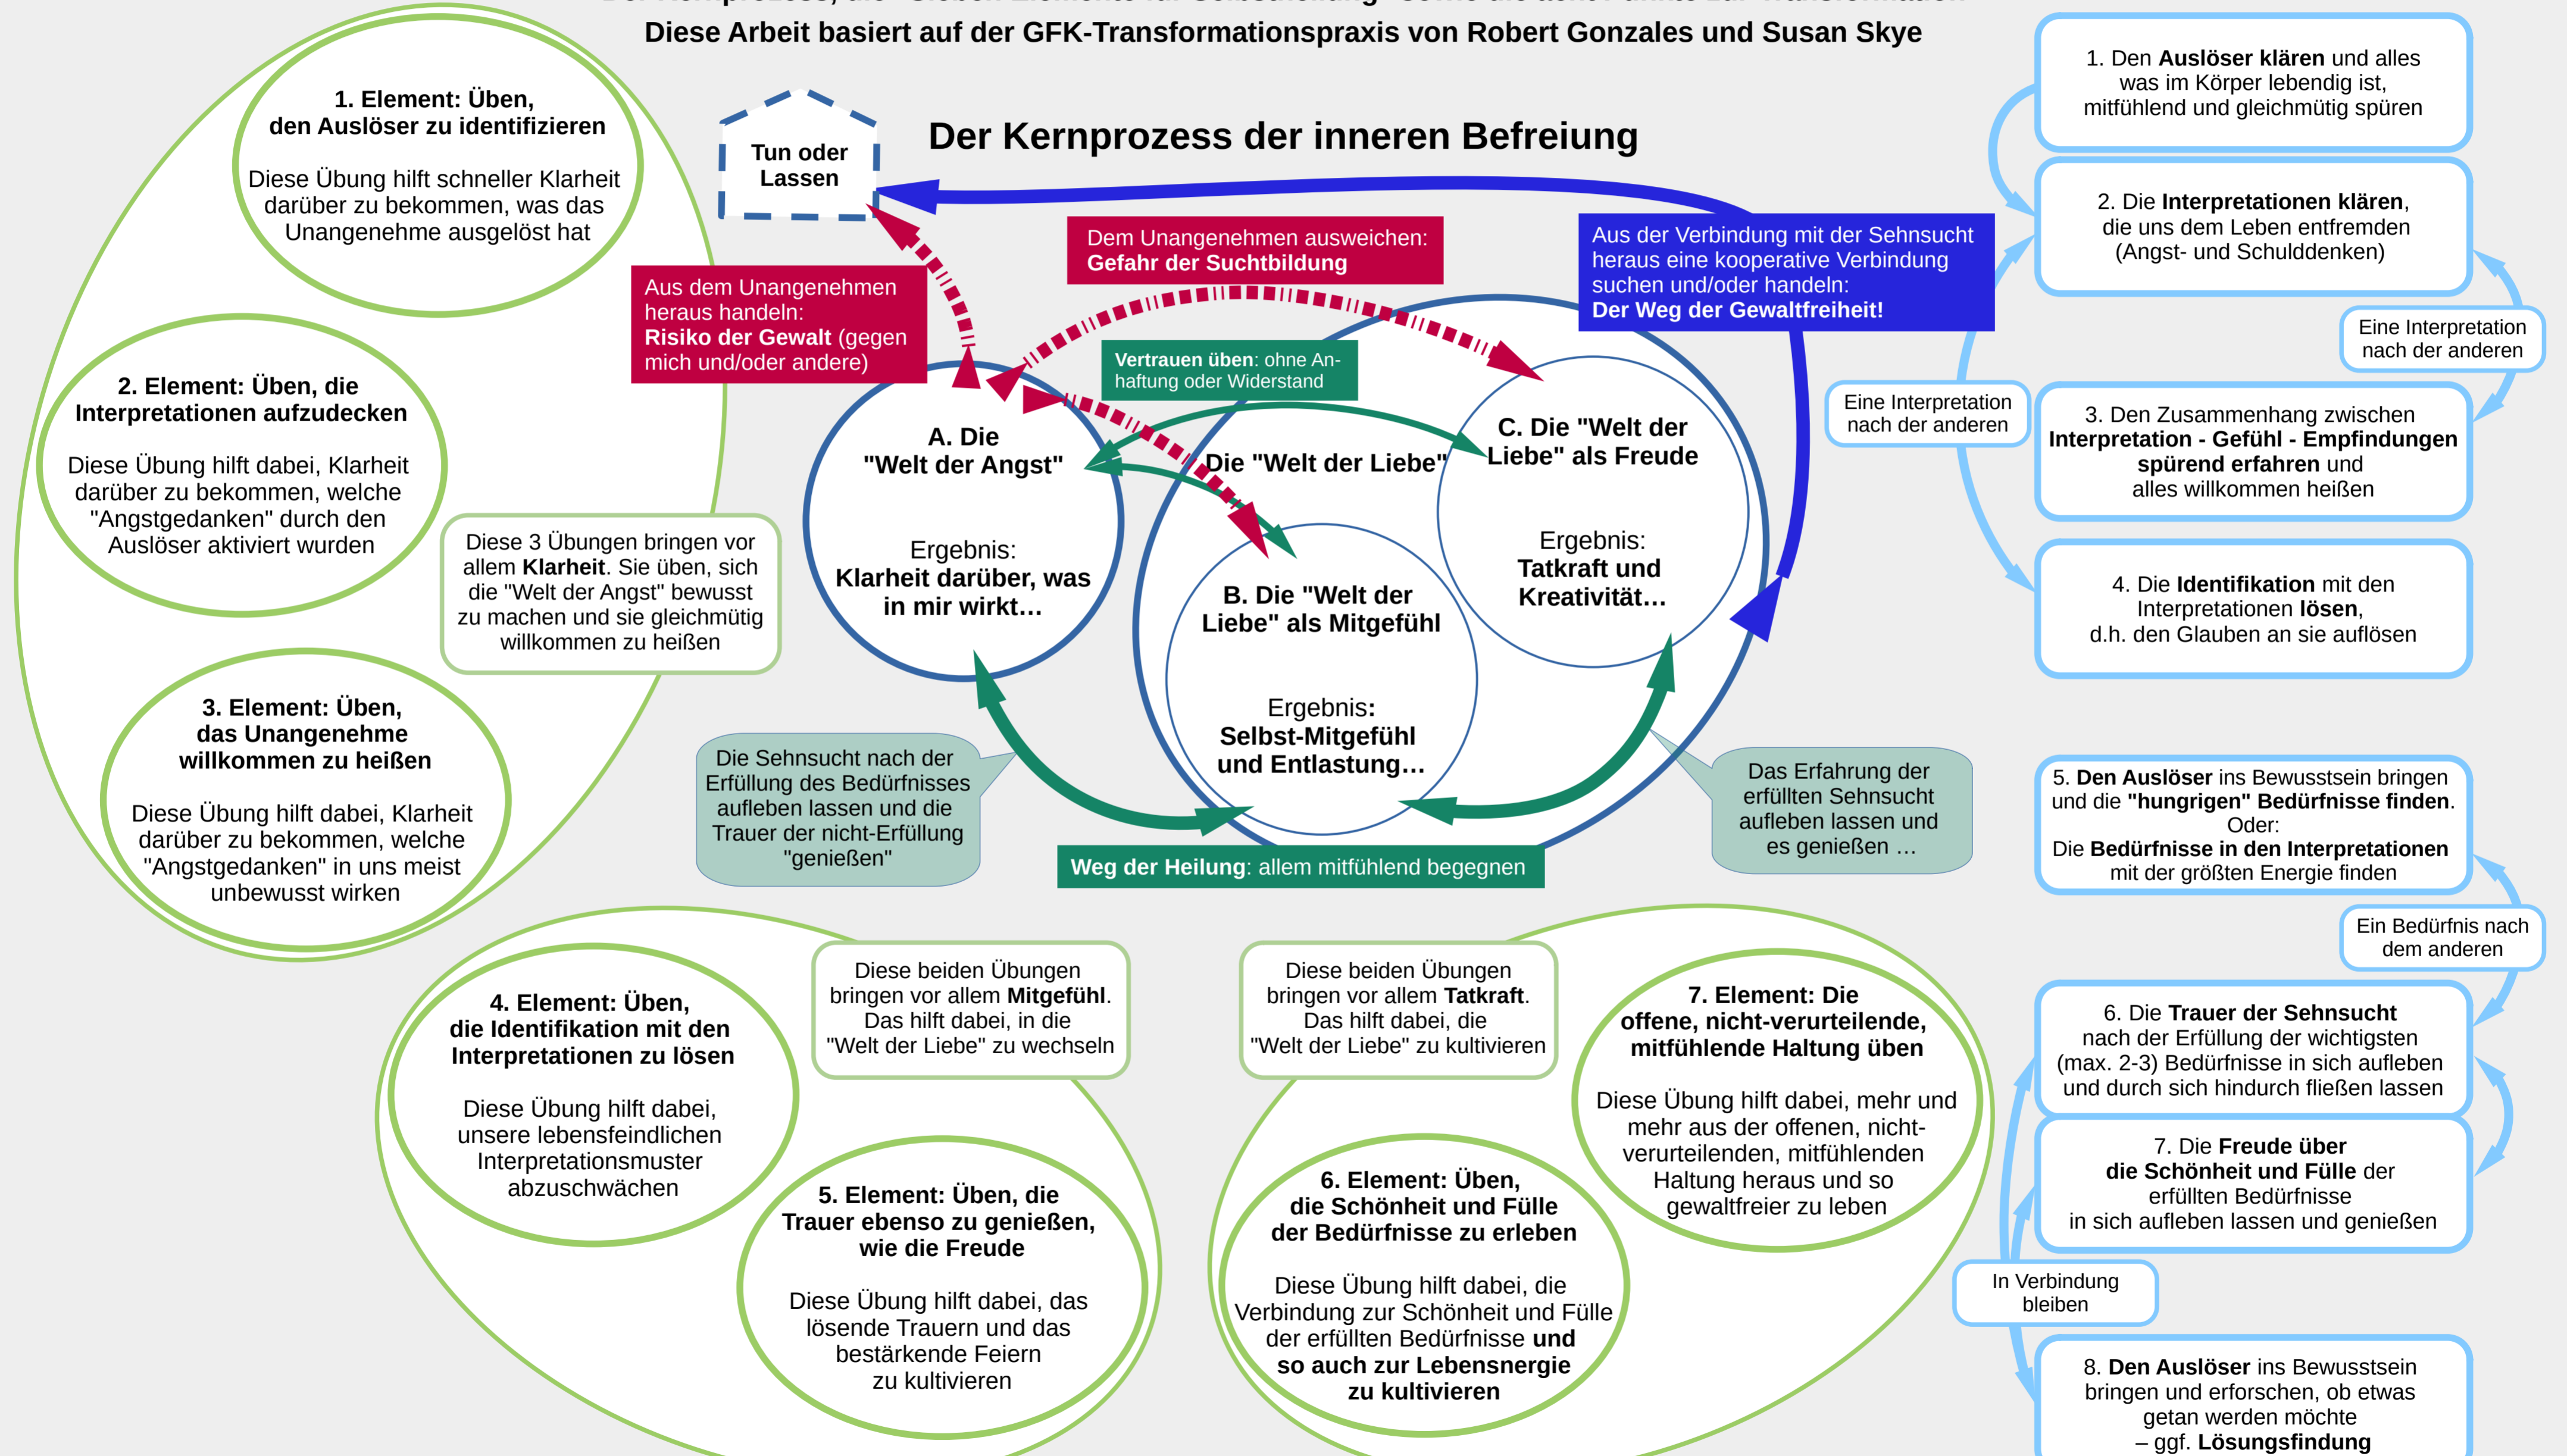 Diese Arbeit basiert auf der GFK-Transformationspraxis von Robert Gonzales und Susan Skye
Der Kernprozess der inneren Befreiung
1. Element: Üben,
den Auslöser zu identifizieren
Diese Übung hilft schneller Klarheit
darüber zu bekommen, was das
Unangenehme ausgelöst hat
2. Element: Üben, die
Interpretationen aufzudecken
Diese Übung hilft dabei, Klarheit
darüber zu bekommen, welche
"Angstgedanken" durch den
Auslöser aktiviert wurden
3. Element: Üben,
das Unangenehme
willkommen zu heißen
Diese Übung hilft dabei, Klarheit
darüber zu bekommen, welche
"Angstgedanken" in uns meist
unbewusst wirken
Diese 3 Übungen bringen vor
allem Klarheit. Sie üben, sich
die "Welt der Angst" bewusst
zu machen und sie gleichmütig
willkommen zu heißen
Tun oder
Lassen
Aus dem Unangenehmen
heraus handeln:
Risiko der Gewalt (gegen
mich und/oder andere)
Dem Unangenehmen ausweichen:
Gefahr der Suchtbildung
Aus der Verbindung mit der Sehnsucht
heraus eine kooperative Verbindung
suchen und/oder handeln:
Der Weg der Gewaltfreiheit!
Vertrauen üben: ohne An-
haftung oder Widerstand
A. Die
"Welt der Angst"
Ergebnis:
Klarheit darüber, was
in mir wirkt…
Die "Welt der Liebe"
C. Die "Welt der
Liebe" als Freude
Ergebnis:
Tatkraft und
Kreativität…
B. Die "Welt der
Liebe" als Mitgefühl
Ergebnis:
Selbst-Mitgefühl
und Entlastung…
Die Sehnsucht nach der
Erfüllung des Bedürfnisses
aufleben lassen und die
Trauer der nicht-Erfüllung
"genießen"
Das Erfahrung der
erfüllten Sehnsucht
aufleben lassen und
es genießen …
Weg der Heilung: allem mitfühlend begegnen
4. Element: Üben,
die Identifikation mit den
Interpretationen zu lösen
Diese Übung hilft dabei,
unsere lebensfeindlichen
Interpretationsmuster
abzuschwächen
Diese beiden Übungen
bringen vor allem Mitgefühl.
Das hilft dabei, in die
"Welt der Liebe" zu wechseln
5. Element: Üben, die
Trauer ebenso zu genießen,
wie die Freude
Diese Übung hilft dabei, das
lösende Trauern und das
bestärkende Feiern
zu kultivieren
Diese beiden Übungen
bringen vor allem Tatkraft.
Das hilft dabei, die
"Welt der Liebe" zu kultivieren
6. Element: Üben,
die Schönheit und Fülle
der Bedürfnisse zu erleben
Diese Übung hilft dabei, die
Verbindung zur Schönheit und Fülle
der erfüllten Bedürfnisse und
so auch zur Lebensnergie
zu kultivieren
7. Element: Die
offene, nicht-verurteilende,
mitfühlende Haltung üben
Diese Übung hilft dabei, mehr und
mehr aus der offenen, nicht-
verurteilenden, mitfühlenden
Haltung heraus und so
gewaltfreier zu leben
1. Den Auslöser klären und alles
was im Körper lebendig ist,
mitfühlend und gleichmütig spüren
2. Die Interpretationen klären,
die uns dem Leben entfremden
(Angst- und Schulddenken)
Eine Interpretation
nach der anderen
Eine Interpretation
nach der anderen
3. Den Zusammenhang zwischen
Interpretation - Gefühl - Empfindungen
spürend erfahren und
alles willkommen heißen
4. Die Identifikation mit den
Interpretationen lösen,
d.h. den Glauben an sie auflösen
5. Den Auslöser ins Bewusstsein bringen
und die "hungrigen" Bedürfnisse finden.
Oder:
Die Bedürfnisse in den Interpretationen
mit der größten Energie finden
Ein Bedürfnis nach
dem anderen
6. Die Trauer der Sehnsucht
nach der Erfüllung der wichtigsten
(max. 2-3) Bedürfnisse in sich aufleben
und durch sich hindurch fließen lassen
7. Die Freude über
die Schönheit und Fülle der
erfüllten Bedürfnisse
in sich aufleben lassen und genießen
In Verbindung
bleiben
8. Den Auslöser ins Bewusstsein
bringen und erforschen, ob etwas
getan werden möchte
– ggf. Lösungsfindung